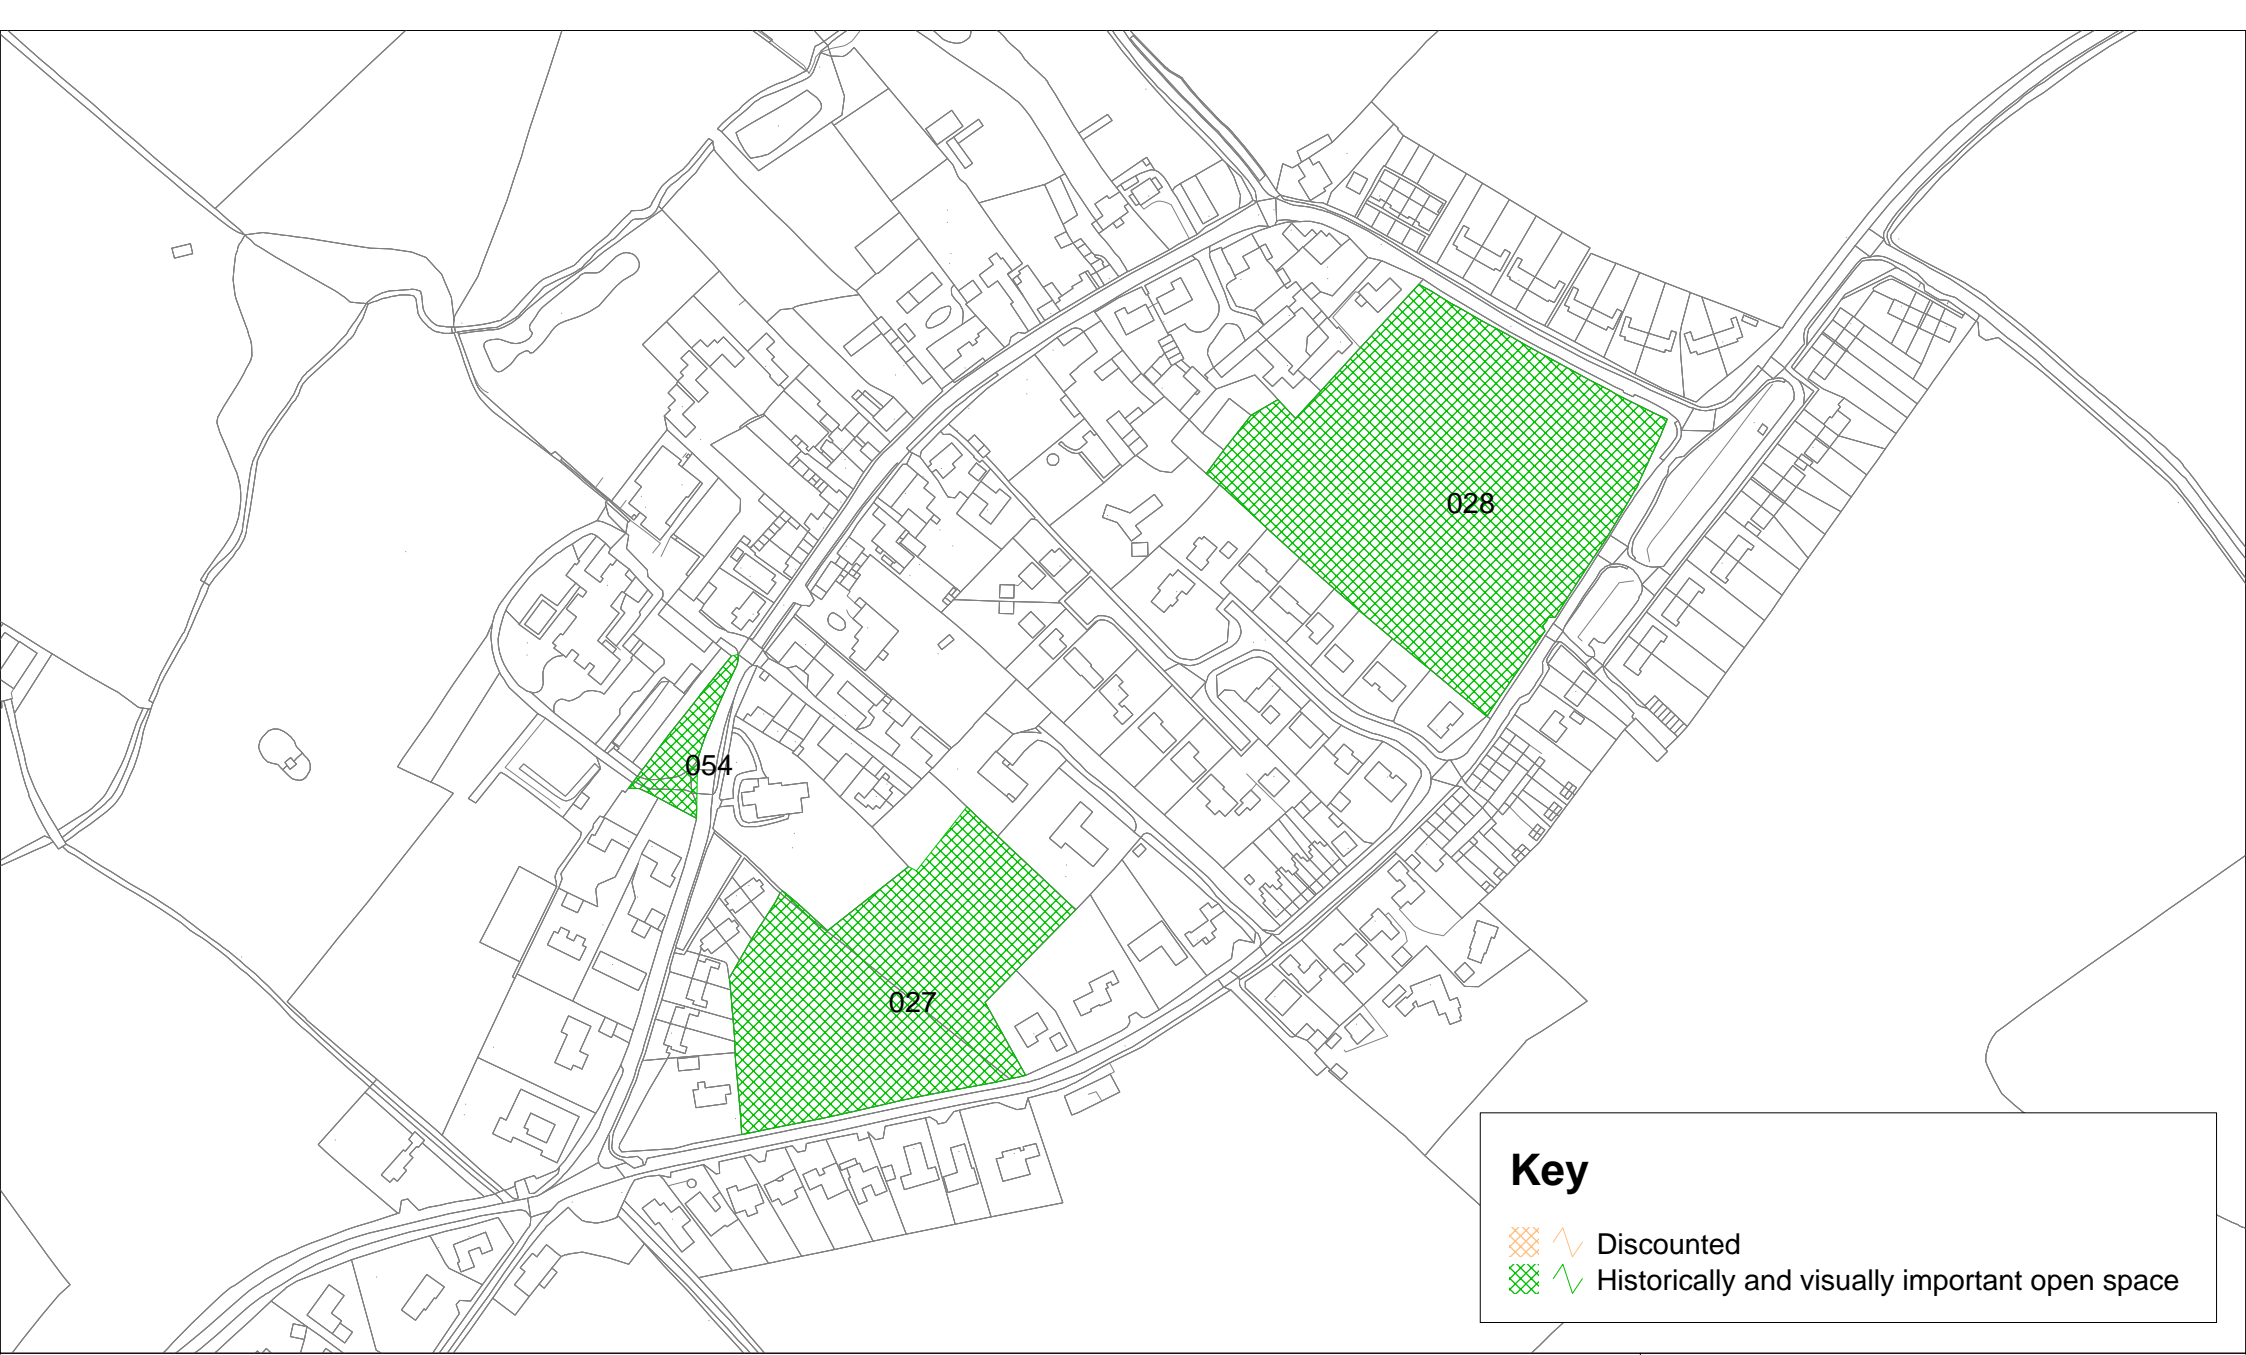 028
054
027
Key
Discounted
Historically and visually important open space